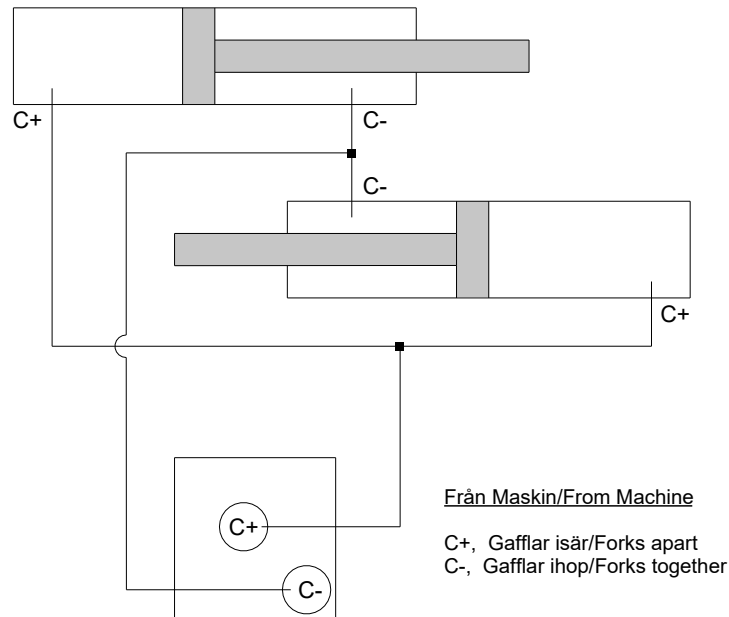 C+
C-
C-
C+
C+
C-
Från Maskin/From Machine
C+, Gafflar isär/Forks apart
C-, Gafflar ihop/Forks together